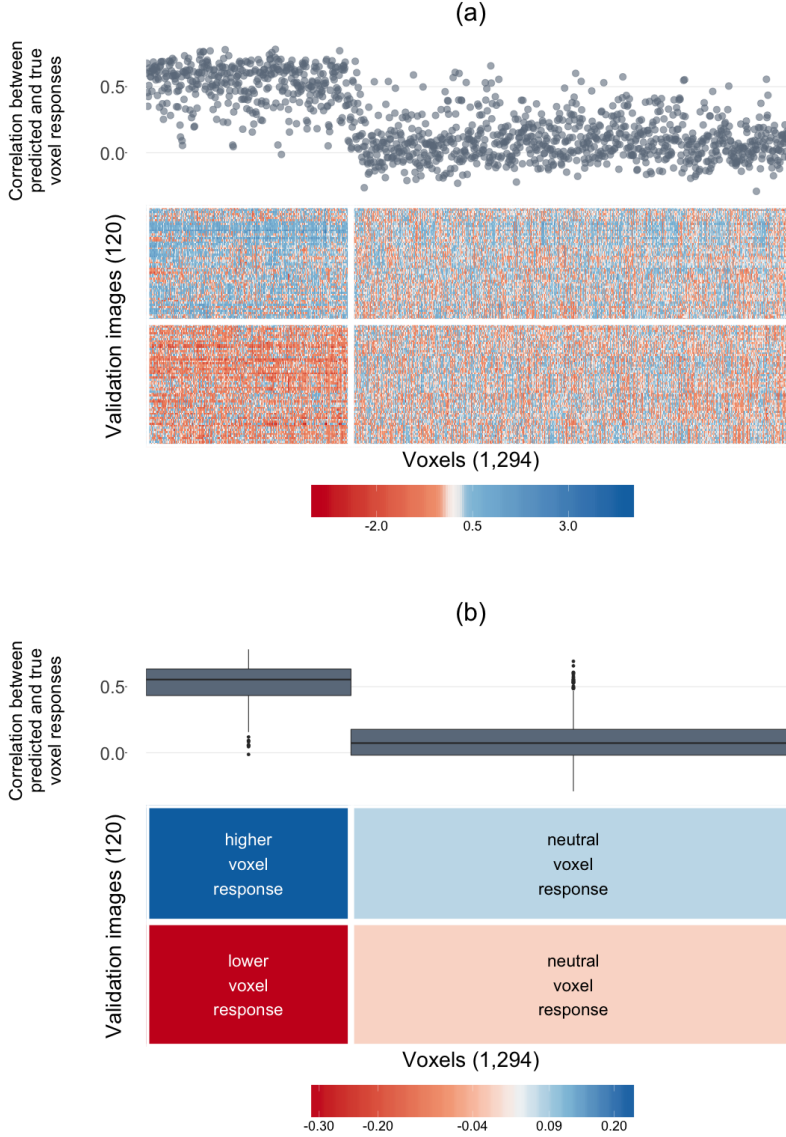 (a)
Correlation between
predicted and true
voxel responses
0.5
0.0
Validation images (120)
Voxels (1,294)
-2.0 0.5 3.0
(b)
Correlation between
predicted and true
voxel responses
0.5
0.0
Validation images (120)
higher
voxel
response
neutral
voxel
response
lower
voxel
response
neutral
voxel
response
Voxels (1,294)
-0.30 -0.20 -0.04 0.09 0.20